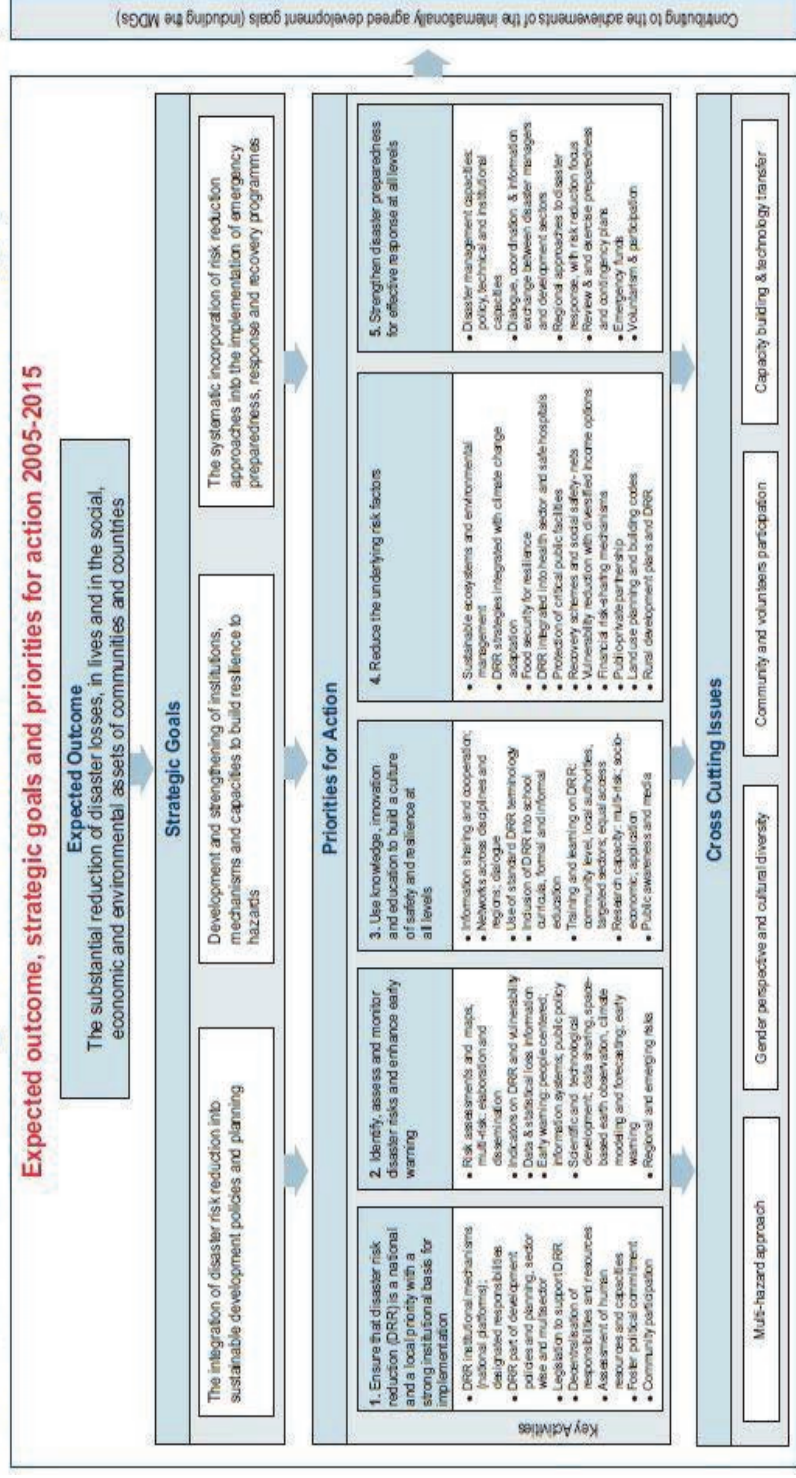 Expected outcome, strategic goals and priorities for action 2005-2015
Expected Outcome
The substantial reduction of disaster losses, in lives and in the social,
economic and environmental assets of communities and countries
Strategic Goals
The integration of disaster risk reduction into
sustainable development policies and planning
Development and strengthening of institutions,
mechanisms and capacities to build resilience to
hazards
The systematic incorporation of risk reduction
approaches into the implementation of emergency
preparedness, response and recovery programmes
Priorities for Action
1. Ensure that disaster risk
reduction (DRR) is a national
and a local priority with a
strong institutional basis for
implementation
2. Identify, assess and monitor
disaster risks and enhance early
warning
3. Use knowledge, innovation
and education to build a culture
of safety and resilience at
all levels
4. Reduce the underlying risk factors
5. Strengthen disaster preparedness
for effective response at all levels
Key Activities
• DRR institutional mechanisms
(national platforms);
designated responsibilities
• DRR part of development
policies and planning, sector
wise and multisector
• Legislation to support DRR
• Decentralisation of
responsibilities and resources
• Assessment of human
resources and capacities
• Foster political commitment
• Community participation
• Risk assessments and maps,
multi-risk: elaboration and
dissemination
• Indicators on DRR and vulnerability
• Data & statistical loss information
• Early warning: people centered;
information systems; public policy
• Scientific and technological
development; data sharing, space-
based earth observation, climate
modeling and forecasting; early
warning
• Regional and emerging risks
• Information sharing and cooperation;
• Networks across disciplines and
regions; dialogue
• Use of standard DRR terminology
• Inclusion of DRR into school
curricula, formal and informal
education
• Training and learning on DRR:
community level, local authorities,
targeted sectors; equal access
• Research capacity: multi-risk; socio-
economic; application
• Public awareness and media
• Sustainable ecosystems and environmental
management
• DRR strategies integrated with climate change
adaptation
• Food security for resilience
• DRR integrated into health sector and safe hospitals
• Protection of critical public facilities
• Recovery schemes and social safety- nets
• Vulnerability reduction with diversified income options
• Financial risk-sharing mechanisms
• Public-private partnership
• Land use planning and building codes
• Rural development plans and DRR
• Disaster management capacities:
policy, technical and institutional
capacities
• Dialogue, coordination & information
exchange between disaster managers
and development sectors
• Regional approaches to disaster
response, with risk reduction focus
• Review & and exercise preparedness
and contingency plans
• Emergency funds
• Voluntarism & participation
Cross Cutting Issues
Multi-hazard approach
Gender perspective and cultural diversity
Community and volunteers participation
Capacity building & technology transfer
Contributing to the achievements of the internationally agreed development goals (including the MDGs)